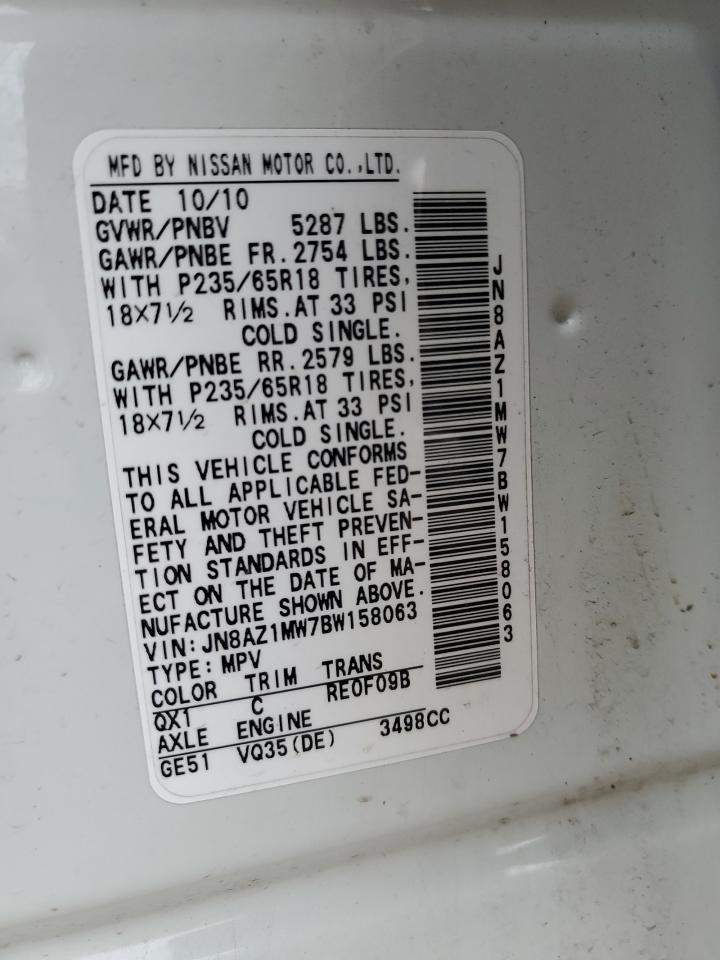 MFD BY NISSAN MOTOR CO.,LTD.
DATE 10/10
GVWR/PNBV 5287 LBS.
GAWR/PNBE FR.2754 LBS.
WITH P235/65R18 TIRES,
18×7½ RIMS.AT 33 PSI
COLD SINGLE.
GAWR/PNBE RR.2579 LBS.
WITH P235/65R18 TIRES,
18×7½ RIMS.AT 33 PSI
COLD SINGLE.
THIS VEHICLE CONFORMS
TO ALL APPLICABLE FED-
ERAL MOTOR VEHICLE SA-
FETY AND THEFT PREVEN-
TION STANDARDS IN EFF-
ECT ON THE DATE OF MA-
NUFACTURE SHOWN ABOVE.
VIN:JN8AZ1MW7BW158063
TYPE:MPV
COLOR TRIM TRANS
QX1 C RE0F09B
AXLE ENGINE
GE51 VQ35(DE) 3498CC
JN8AZ1MW7BW158063